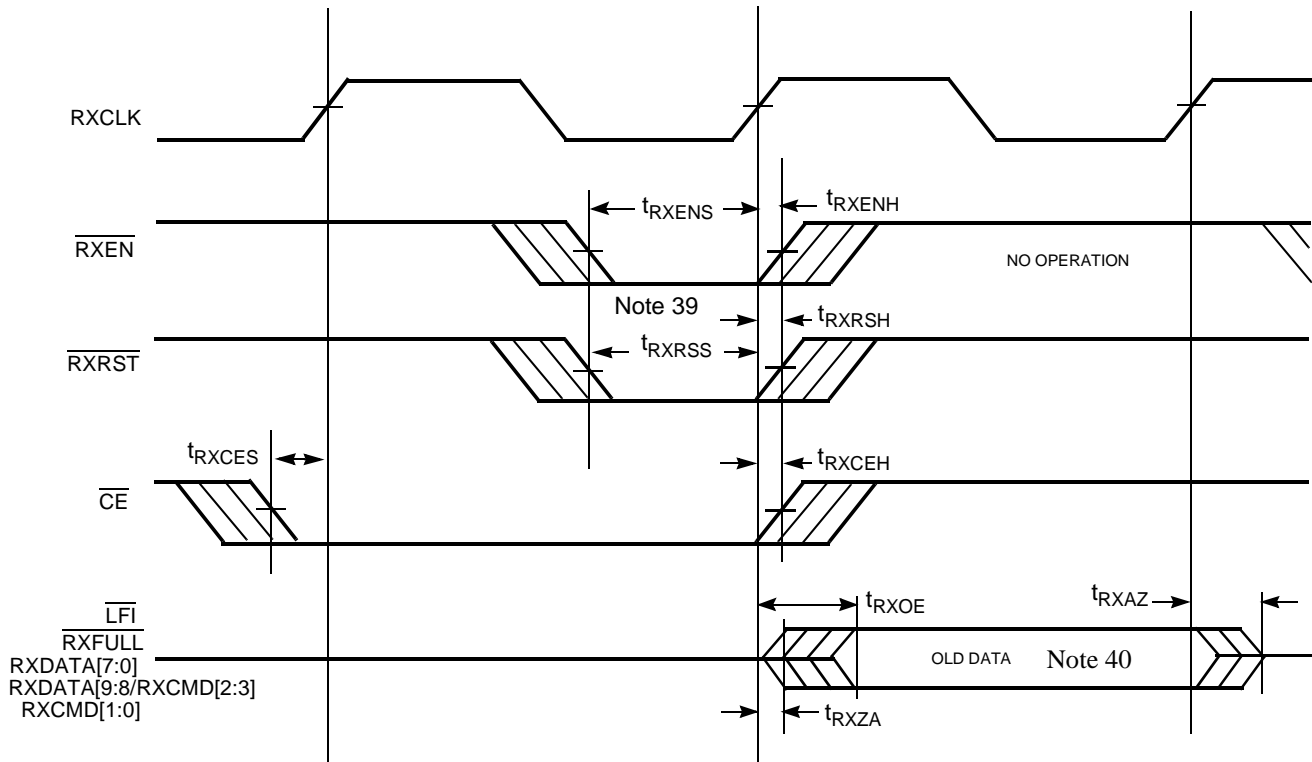 RXCLK
tRXENS
tRXENH
RXEN
NO OPERATION
Note 39
tRXRSH
tRXRSS
RXRST
tRXCES
tRXCEH
CE
LFI
RXFULL
RXDATA[7:0]
RXDATA[9:8/RXCMD[2:3]
RXCMD[1:0]
tRXOE
tRXAZ
OLD DATA Note 40
tRXZA